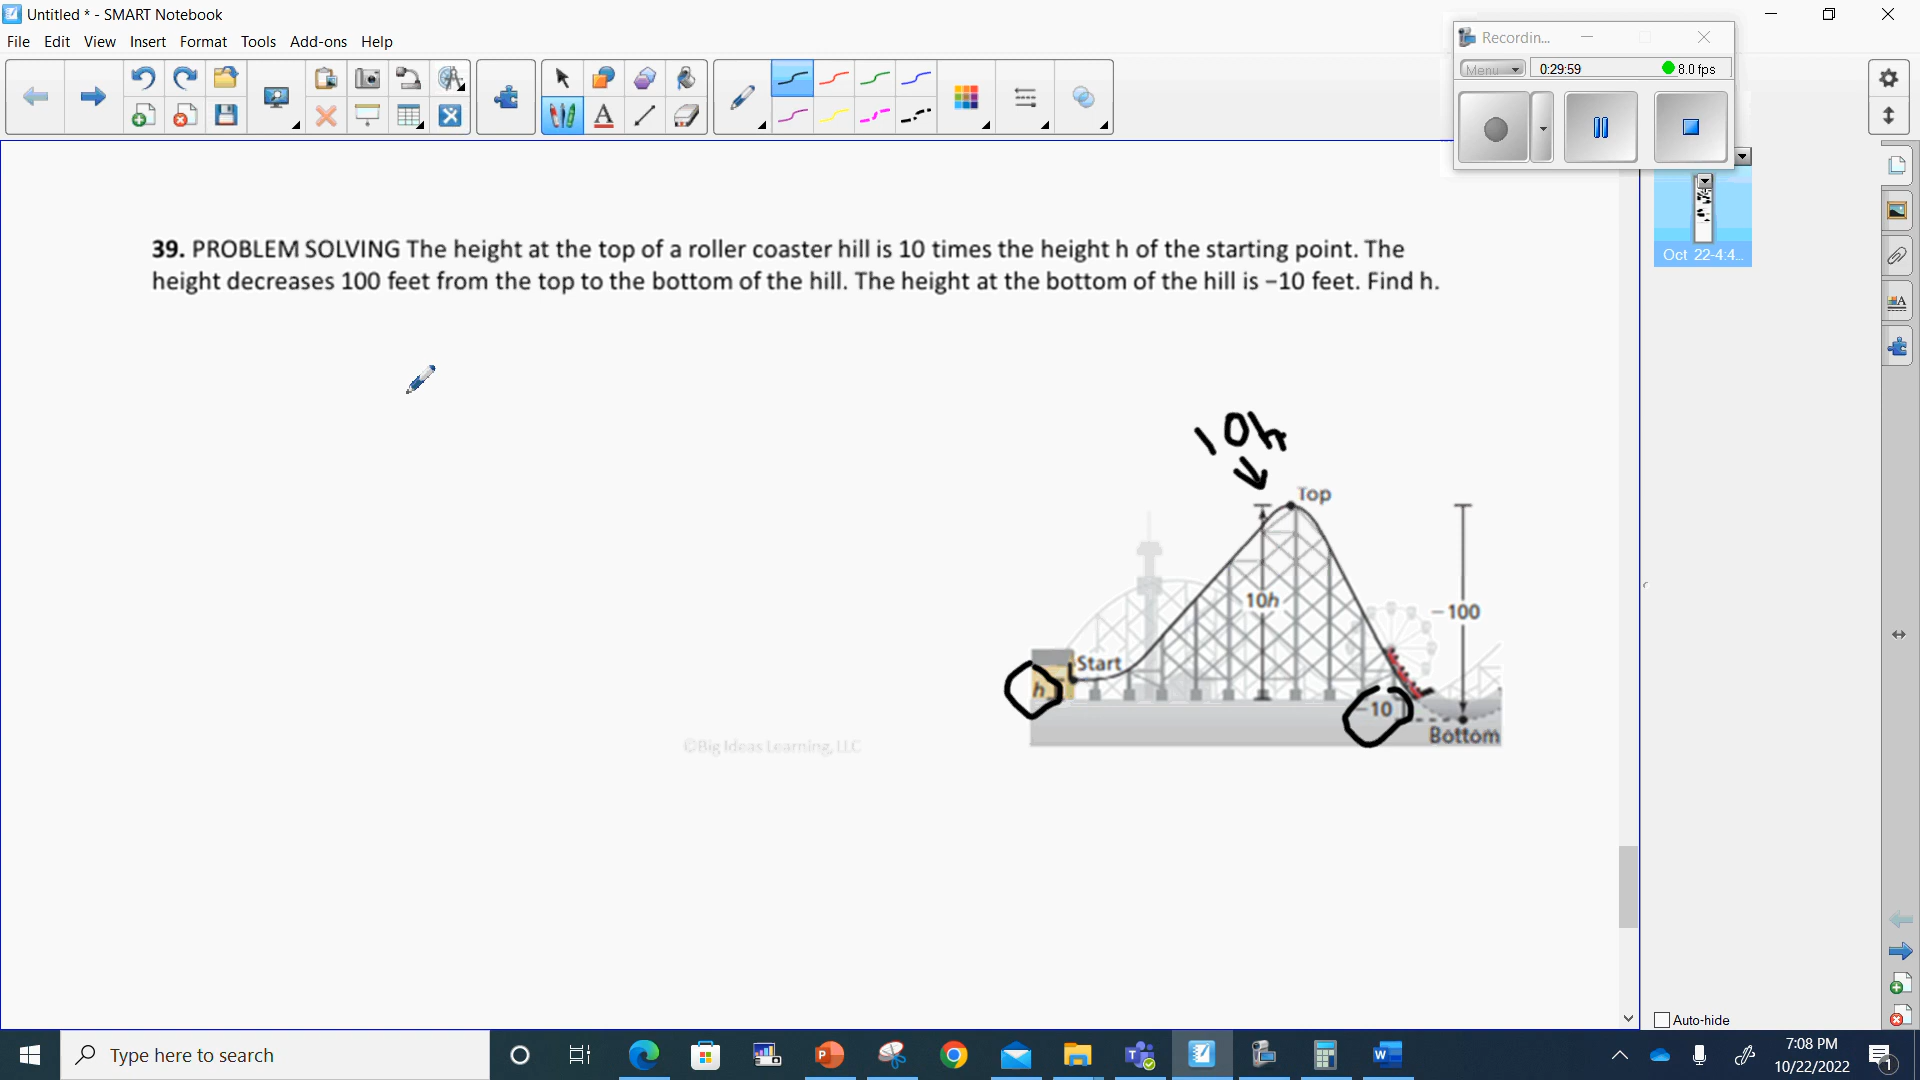 Untitled * - SMART Notebook
File Edit View Insert Format Tools Add-ons Help
Recordin...
Menu
0:29:59
8.0 fps
Oct 22-4:4...
39. PROBLEM SOLVING The height at the top of a roller coaster hill is 10 times the height h of the starting point. The
height decreases 100 feet from the top to the bottom of the hill. The height at the bottom of the hill is −10 feet. Find h.
10h
Top
10h
−100
Start
h
−10
Bottom
©Big Ideas Learning, LLC
Auto-hide
Type here to search
7:08 PM
10/22/2022
1